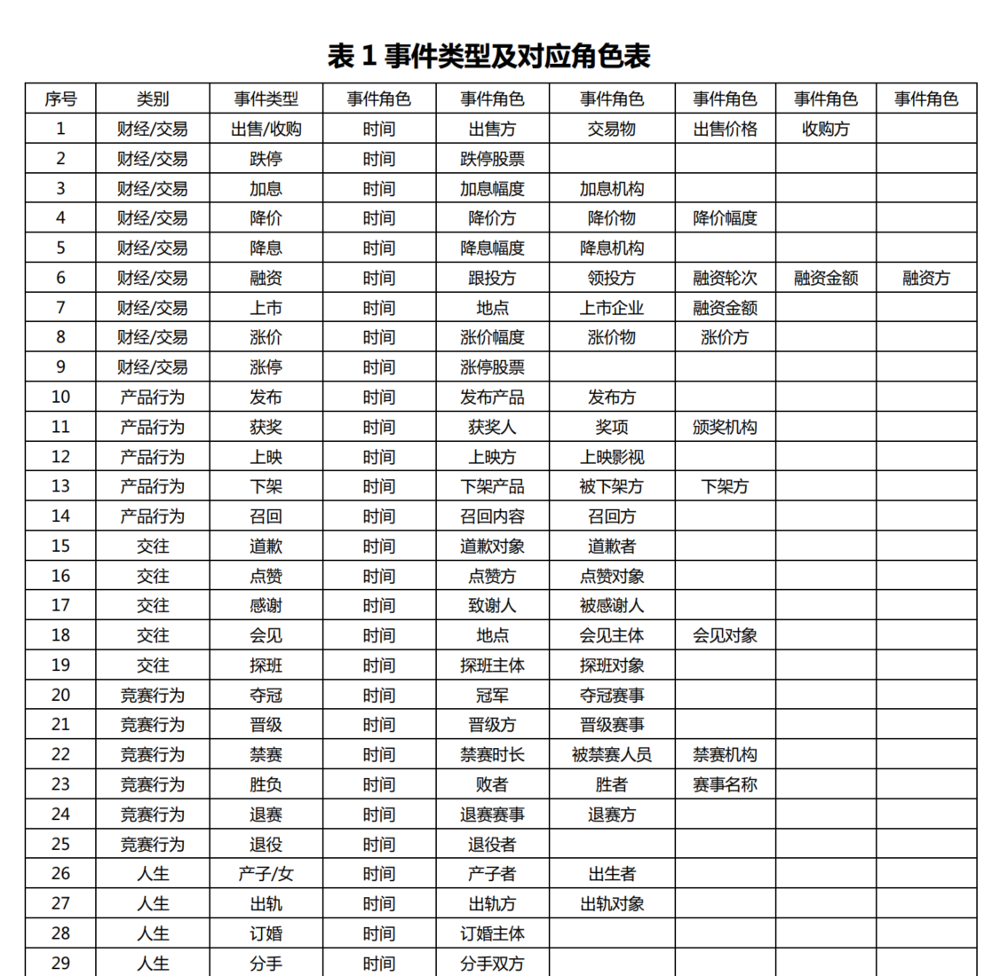 表 1 事件类型及对应角色表
序号 类别 事件类型 事件角色 事件角色 事件角色 事件角色 事件角色 事件角色
1 财经/交易 出售/收购 时间 出售方 交易物 出售价格 收购方
2 财经/交易 跌停 时间 跌停股票
3 财经/交易 加息 时间 加息幅度 加息机构
4 财经/交易 降价 时间 降价方 降价物 降价幅度
5 财经/交易 降息 时间 降息幅度 降息机构
6 财经/交易 融资 时间 跟投方 领投方 融资轮次 融资金额 融资方
7 财经/交易 上市 时间 地点 上市企业 融资金额
8 财经/交易 涨价 时间 涨价幅度 涨价物 涨价方
9 财经/交易 涨停 时间 涨停股票
10 产品行为 发布 时间 发布产品 发布方
11 产品行为 获奖 时间 获奖人 奖项 颁奖机构
12 产品行为 上映 时间 上映方 上映影视
13 产品行为 下架 时间 下架产品 被下架方 下架方
14 产品行为 召回 时间 召回内容 召回方
15 交往 道歉 时间 道歉对象 道歉者
16 交往 点赞 时间 点赞方 点赞对象
17 交往 感谢 时间 致谢人 被感谢人
18 交往 会见 时间 地点 会见主体 会见对象
19 交往 探班 时间 探班主体 探班对象
20 竞赛行为 夺冠 时间 冠军 夺冠赛事
21 竞赛行为 晋级 时间 晋级方 晋级赛事
22 竞赛行为 禁赛 时间 禁赛时长 被禁赛人员 禁赛机构
23 竞赛行为 胜负 时间 败者 胜者 赛事名称
24 竞赛行为 退赛 时间 退赛赛事 退赛方
25 竞赛行为 退役 时间 退役者
26 人生 产子/女 时间 产子者 出生者
27 人生 出轨 时间 出轨方 出轨对象
28 人生 订婚 时间 订婚主体
29 人生 分手 时间 分手双方